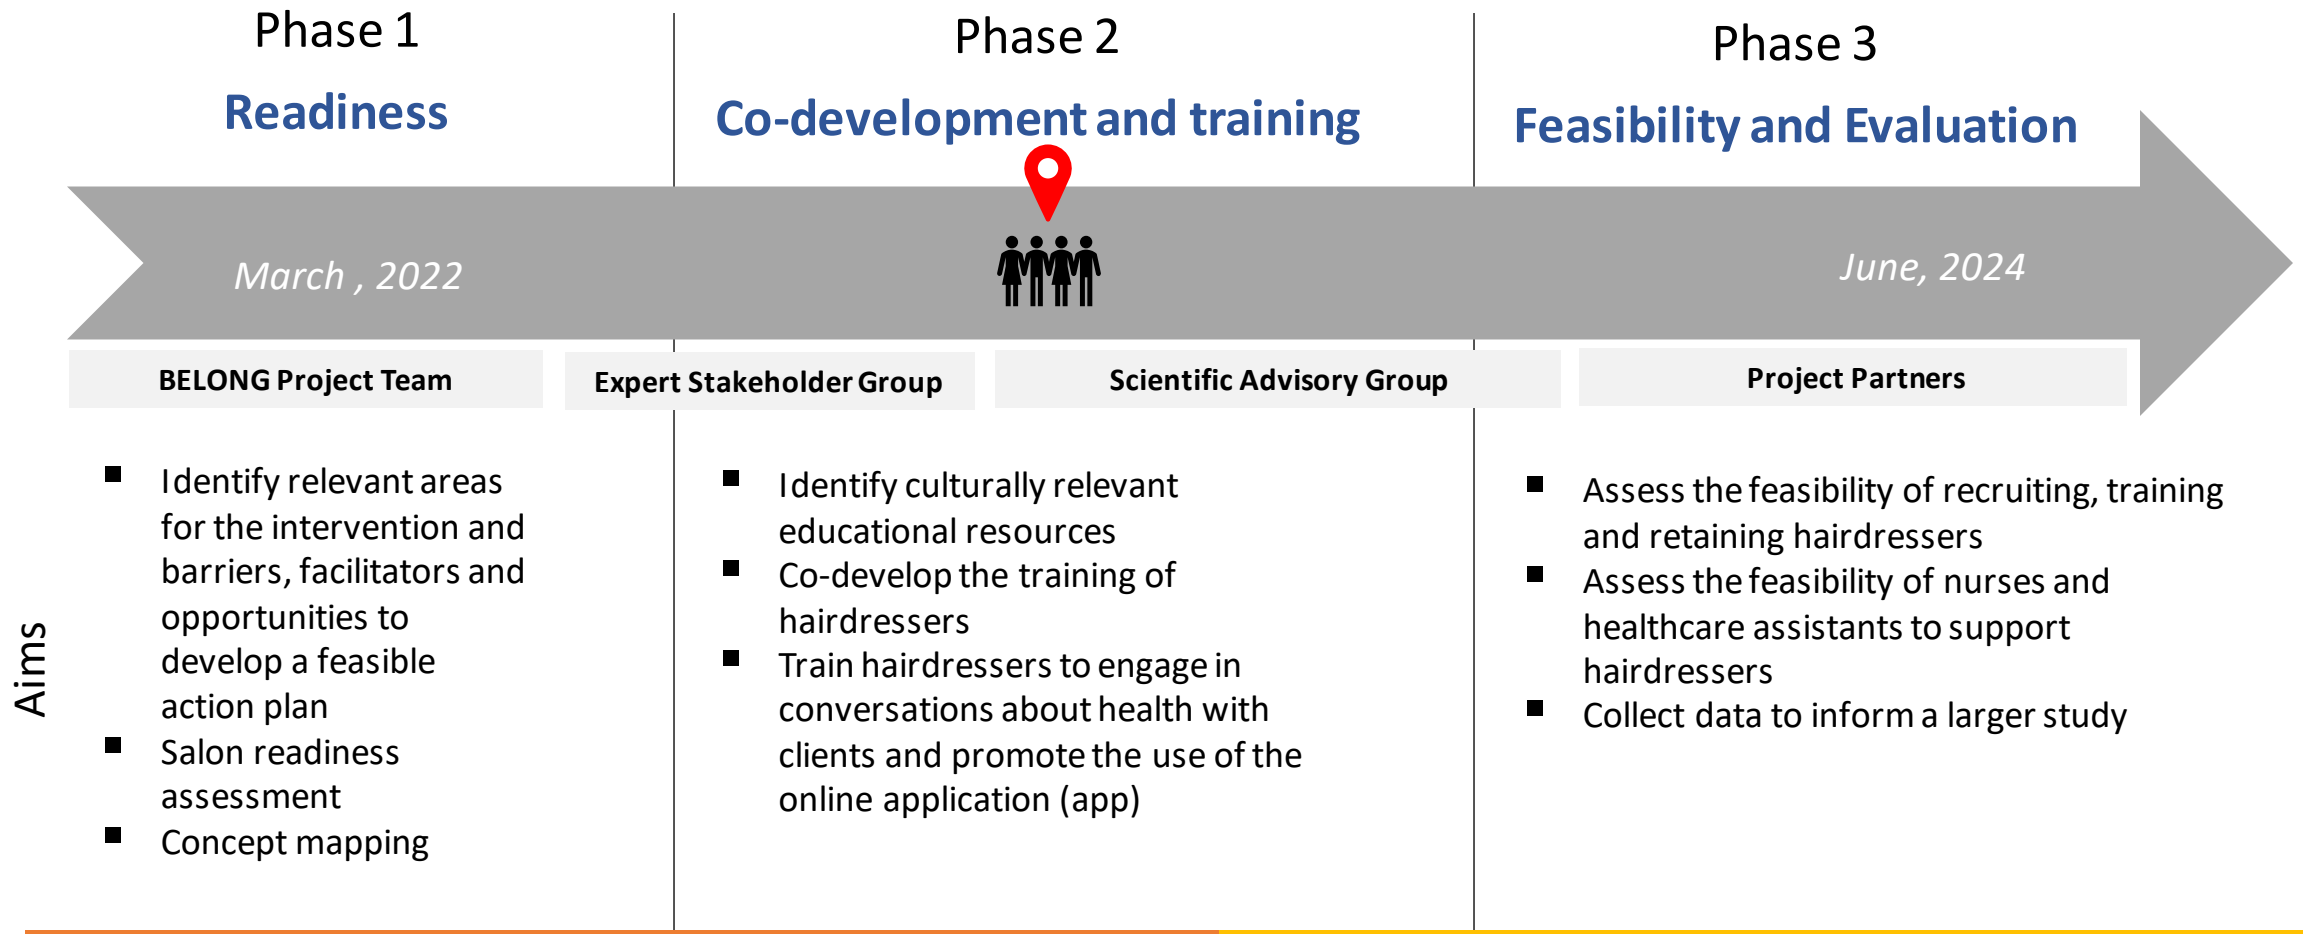 Phase 1
Readiness
Phase 2
Co-development and training
Phase 3
Feasibility and Evaluation
March , 2022
June, 2024
BELONG Project Team
Expert Stakeholder Group
Scientific Advisory Group
Project Partners
Aims
Identify relevant areas
for the intervention and
barriers, facilitators and
opportunities to
develop a feasible
action plan
Salon readiness
assessment
Concept mapping
Identify culturally relevant
educational resources
Co-develop the training of
hairdressers
Train hairdressers to engage in
conversations about health with
clients and promote the use of the
online application (app)
Assess the feasibility of recruiting, training
and retaining hairdressers
Assess the feasibility of nurses and
healthcare assistants to support
hairdressers
Collect data to inform a larger study